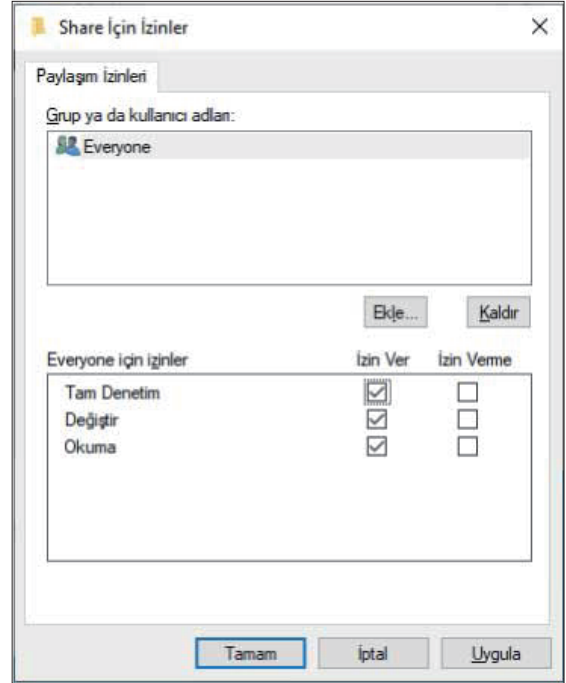 Share İçin İzinler
Paylaşım İzinleri
Grup ya da kullanıcı adları:
Everyone
Ekle...
Kaldır
Everyone için izinler İzin Ver İzin Verme
Tam Denetim
Değiştir
Okuma
Tamam İptal Uygula